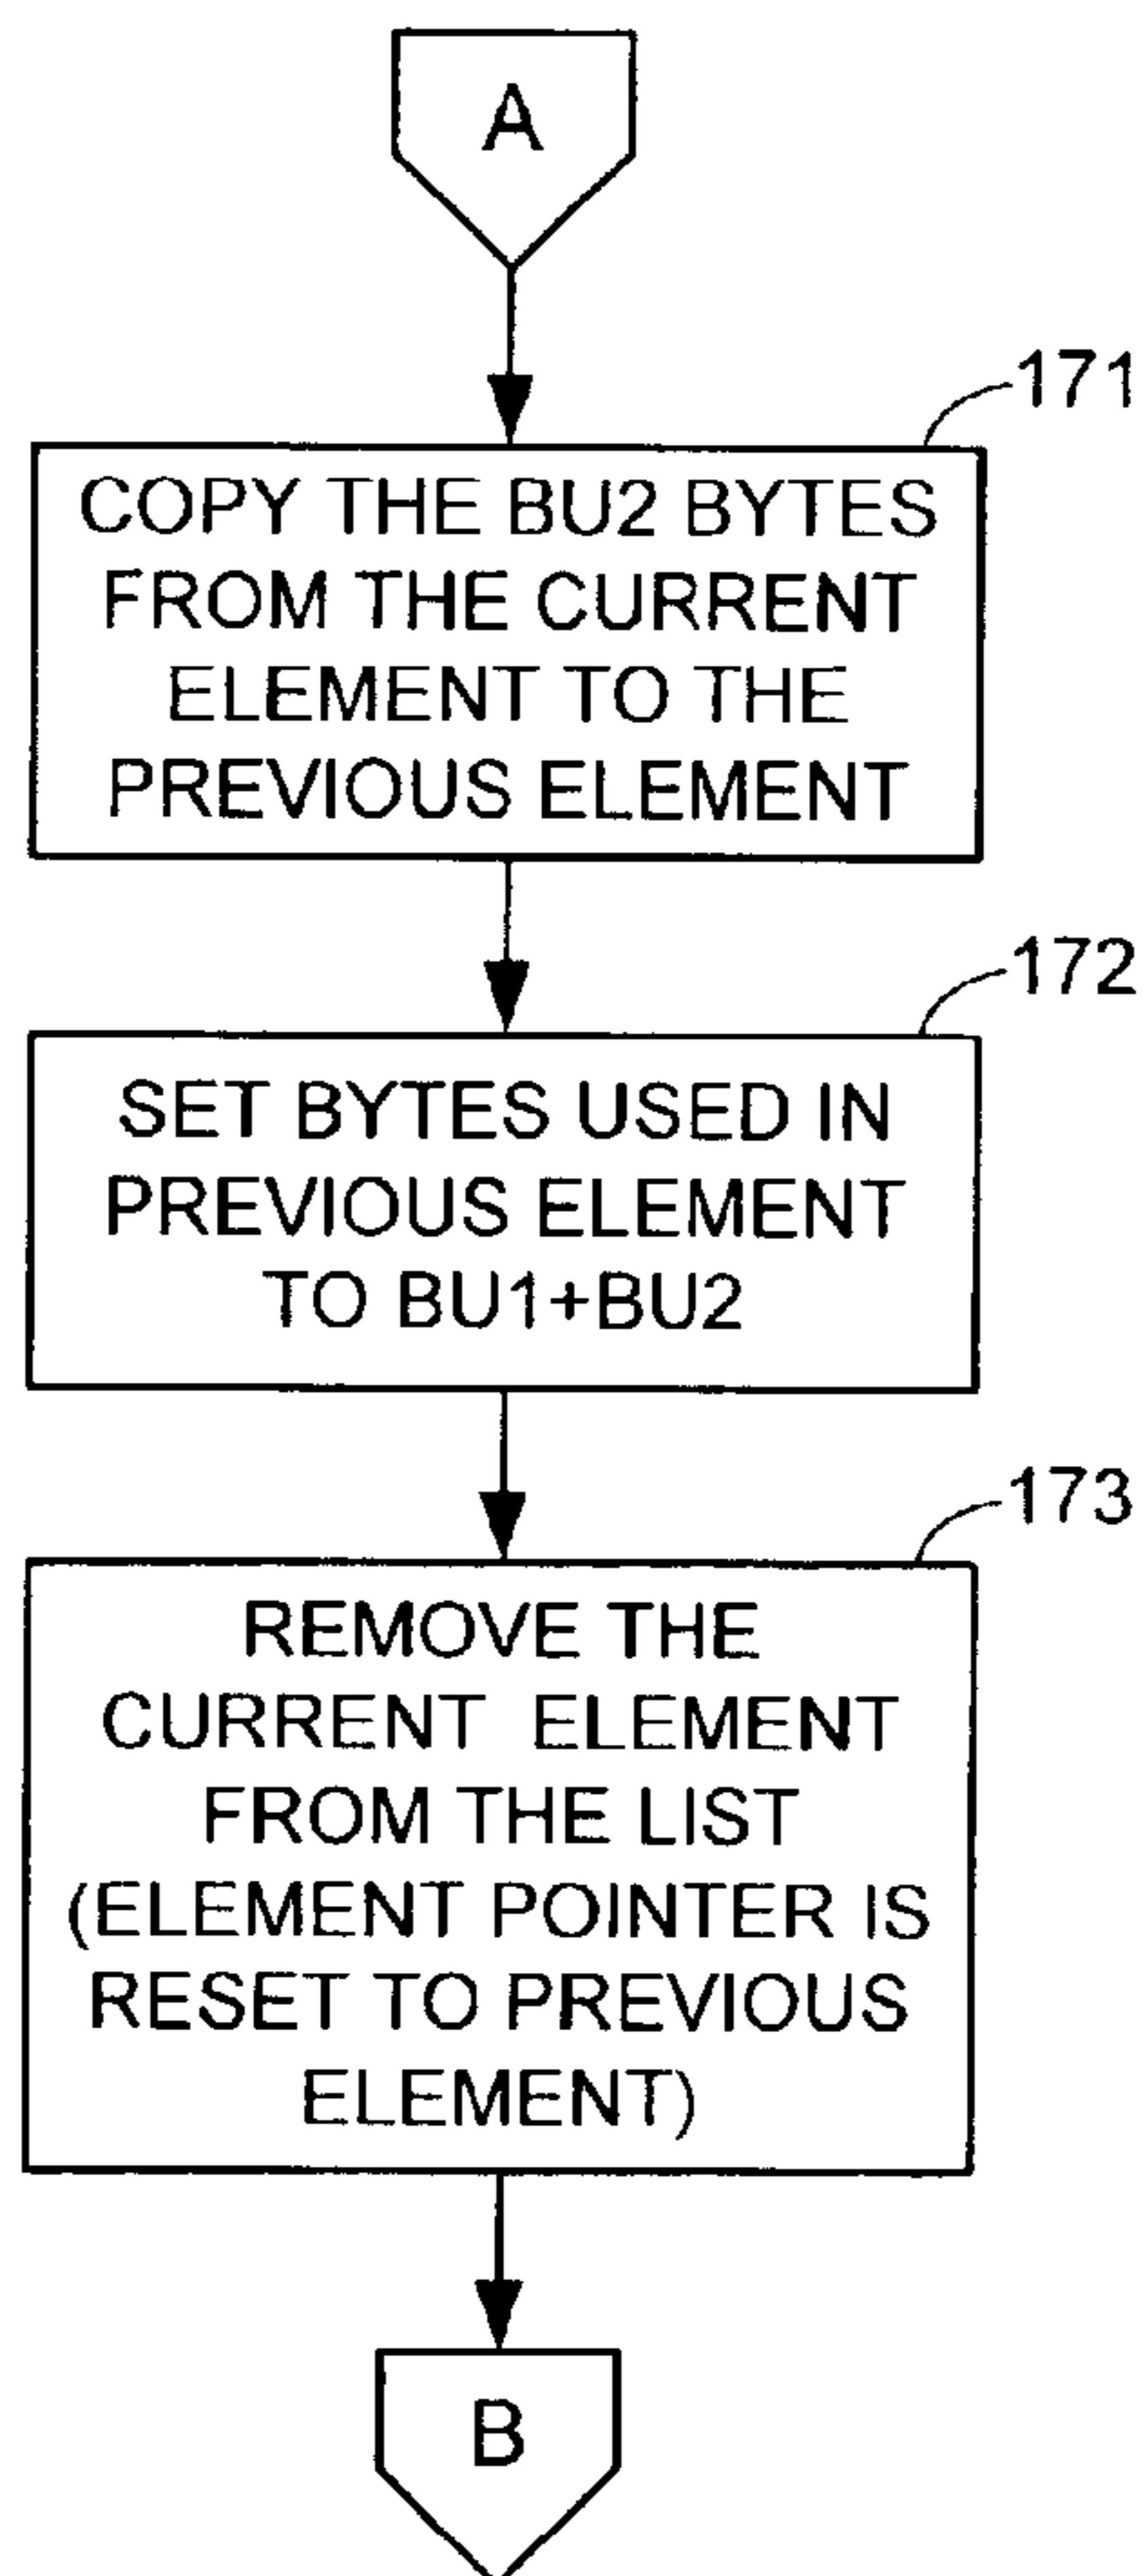 A
171
COPY THE BU2 BYTES
FROM THE CURRENT
ELEMENT TO THE
PREVIOUS ELEMENT
172
SET BYTES USED IN
PREVIOUS ELEMENT
TO BU1+BU2
173
REMOVE THE
CURRENT ELEMENT
FROM THE LIST
(ELEMENT POINTER IS
RESET TO PREVIOUS
ELEMENT)
B